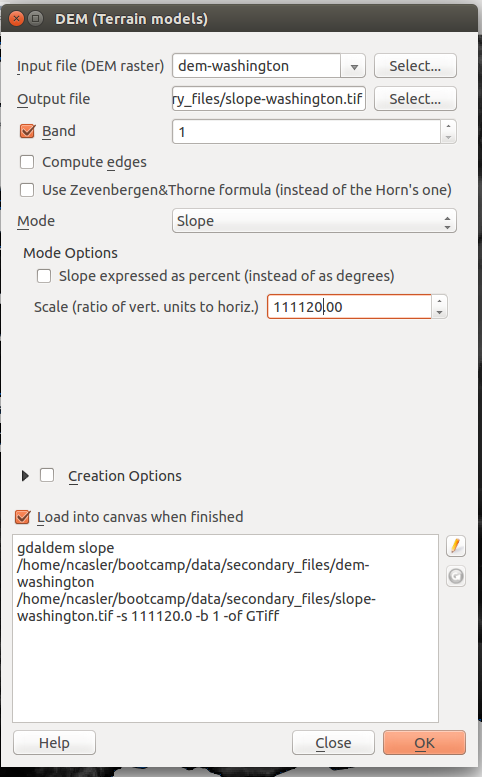 DEM (Terrain models)
Input file (DEM raster) dem-washington Select...
Output file ry_files/slope-washington.tif Select...
Band 1
Compute edges
Use Zevenbergen&Thorne formula (instead of the Horn's one)
Mode Slope
Mode Options
Slope expressed as percent (instead of as degrees)
Scale (ratio of vert. units to horiz.) 111120.00
Creation Options
Load into canvas when finished
gdaldem slope
/home/ncasler/bootcamp/data/secondary_files/dem-
washington
/home/ncasler/bootcamp/data/secondary_files/slope-
washington.tif -s 111120.0 -b 1 -of GTiff
Help Close OK